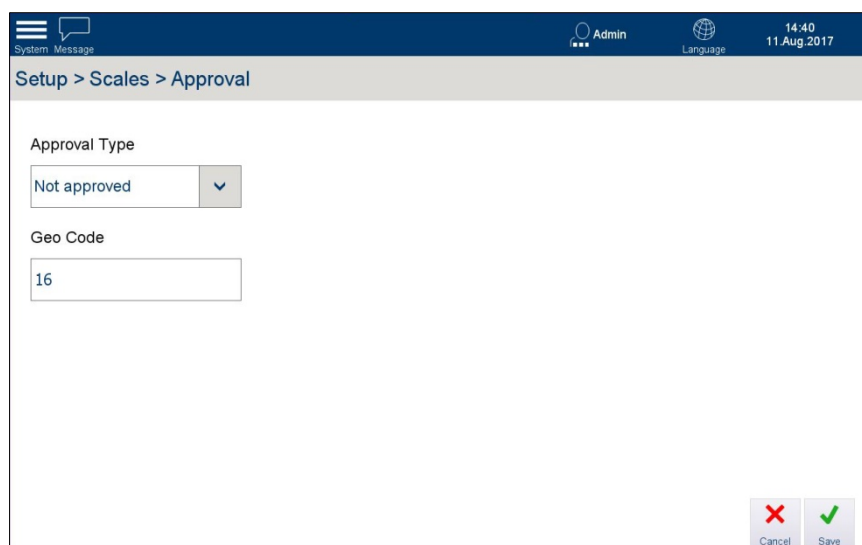 System Message Admin Language 14:40
11.Aug.2017
Setup > Scales > Approval
Approval Type
Not approved
Geo Code
16
Cancel Save